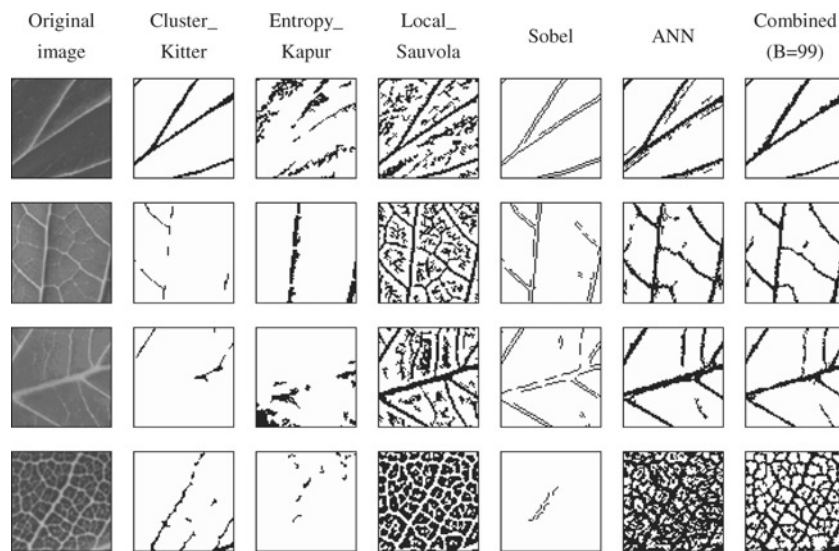 Original Cluster_ Entropy_ Local_ Sobel ANN Combined
image Kitter Kapur Sauvola (B=99)